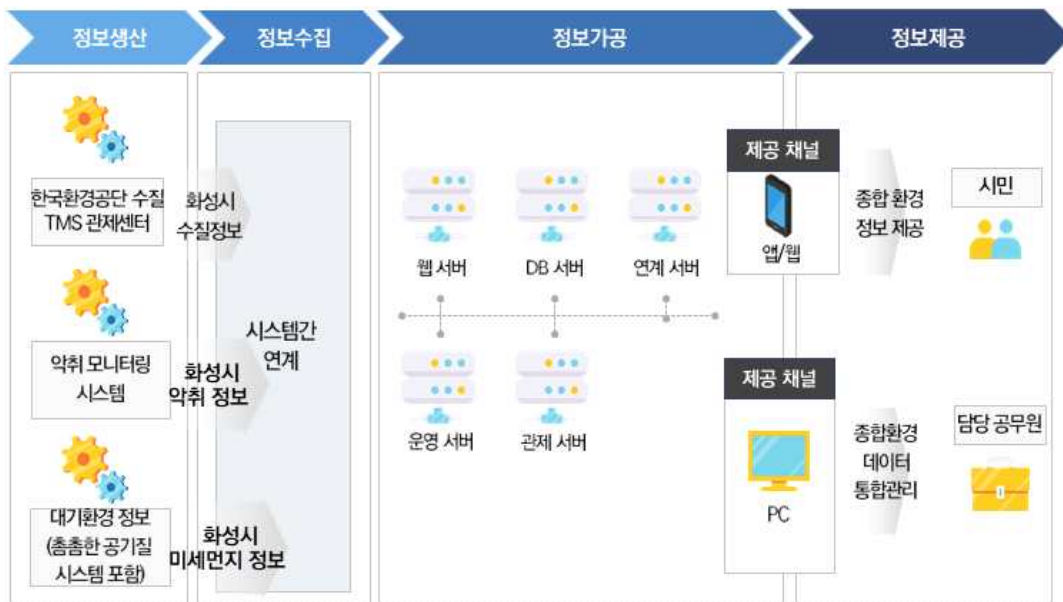 정보생산
정보수집
정보가공
정보제공
한국환경공단 수질
TMS 관제센터
화성시
수질정보
악취 모니터링
시스템
화성시
악취 정보
대기환경 정보
(촘촘한 공기질
시스템 포함)
화성시
미세먼지 정보
시스템간
연계
웹 서버
DB 서버
연계 서버
운영 서버
관제 서버
제공 채널
앱/웹
종합 환경
정보 제공
시민
제공 채널
PC
종합환경
데이터
통합관리
담당 공무원